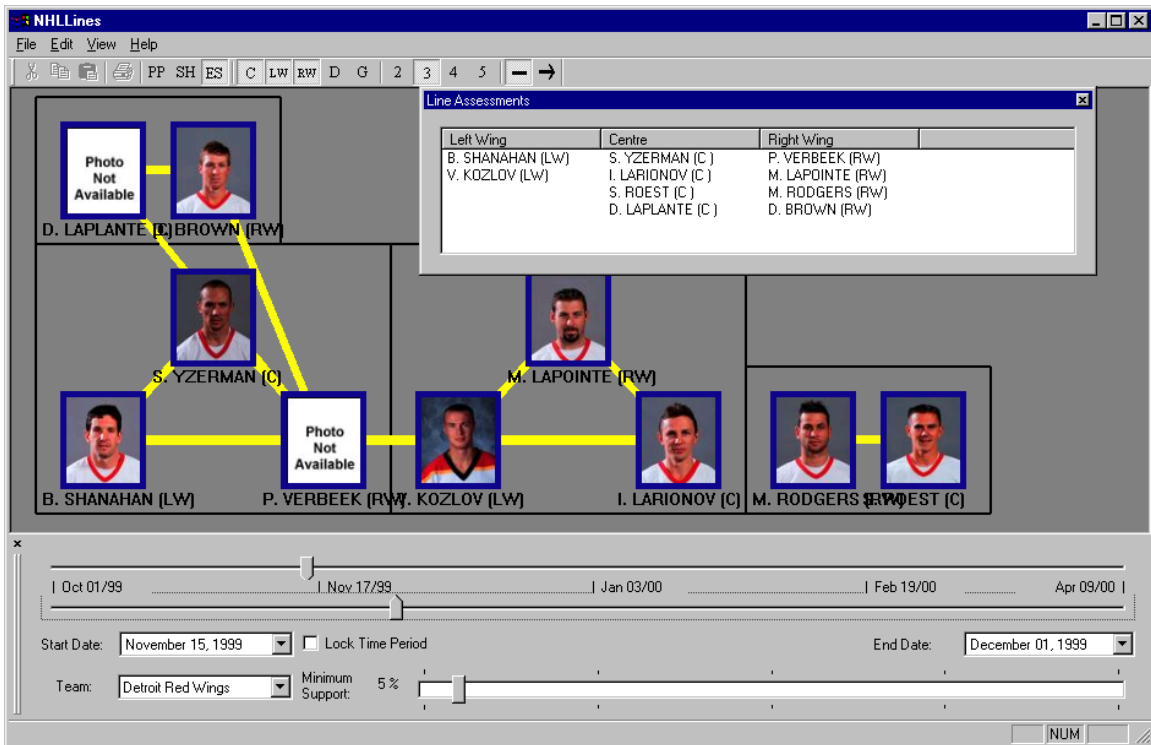 NHLLines
File Edit View Help
PP SH ES C LW RW D G 2 3 4 5
Line Assessments
Left Wing Centre Right Wing
B. SHANAHAN (LW) S. YZERMAN (C ) P. VERBEEK (RW)
V. KOZLOV (LW) I. LARIONOV (C ) M. LAPOINTE (RW)
S. ROEST (C ) M. RODGERS (RW)
D. LAPLANTE (C ) D. BROWN (RW)
Photo
Not
Available
D. LAPLANTE (C) D. BROWN (RW)
S. YZERMAN (C) M. LAPOINTE (RW)
Photo
Not
Available
B. SHANAHAN (LW) P. VERBEEK (RW) V. KOZLOV (LW) I. LARIONOV (C) M. RODGERS (RW) S. ROEST (C)
Oct 01/99 Nov 17/99 Jan 03/00 Feb 19/00 Apr 09/00
Start Date: November 15, 1999 Lock Time Period End Date: December 01, 1999
Team: Detroit Red Wings Minimum Support: 5 %
NUM